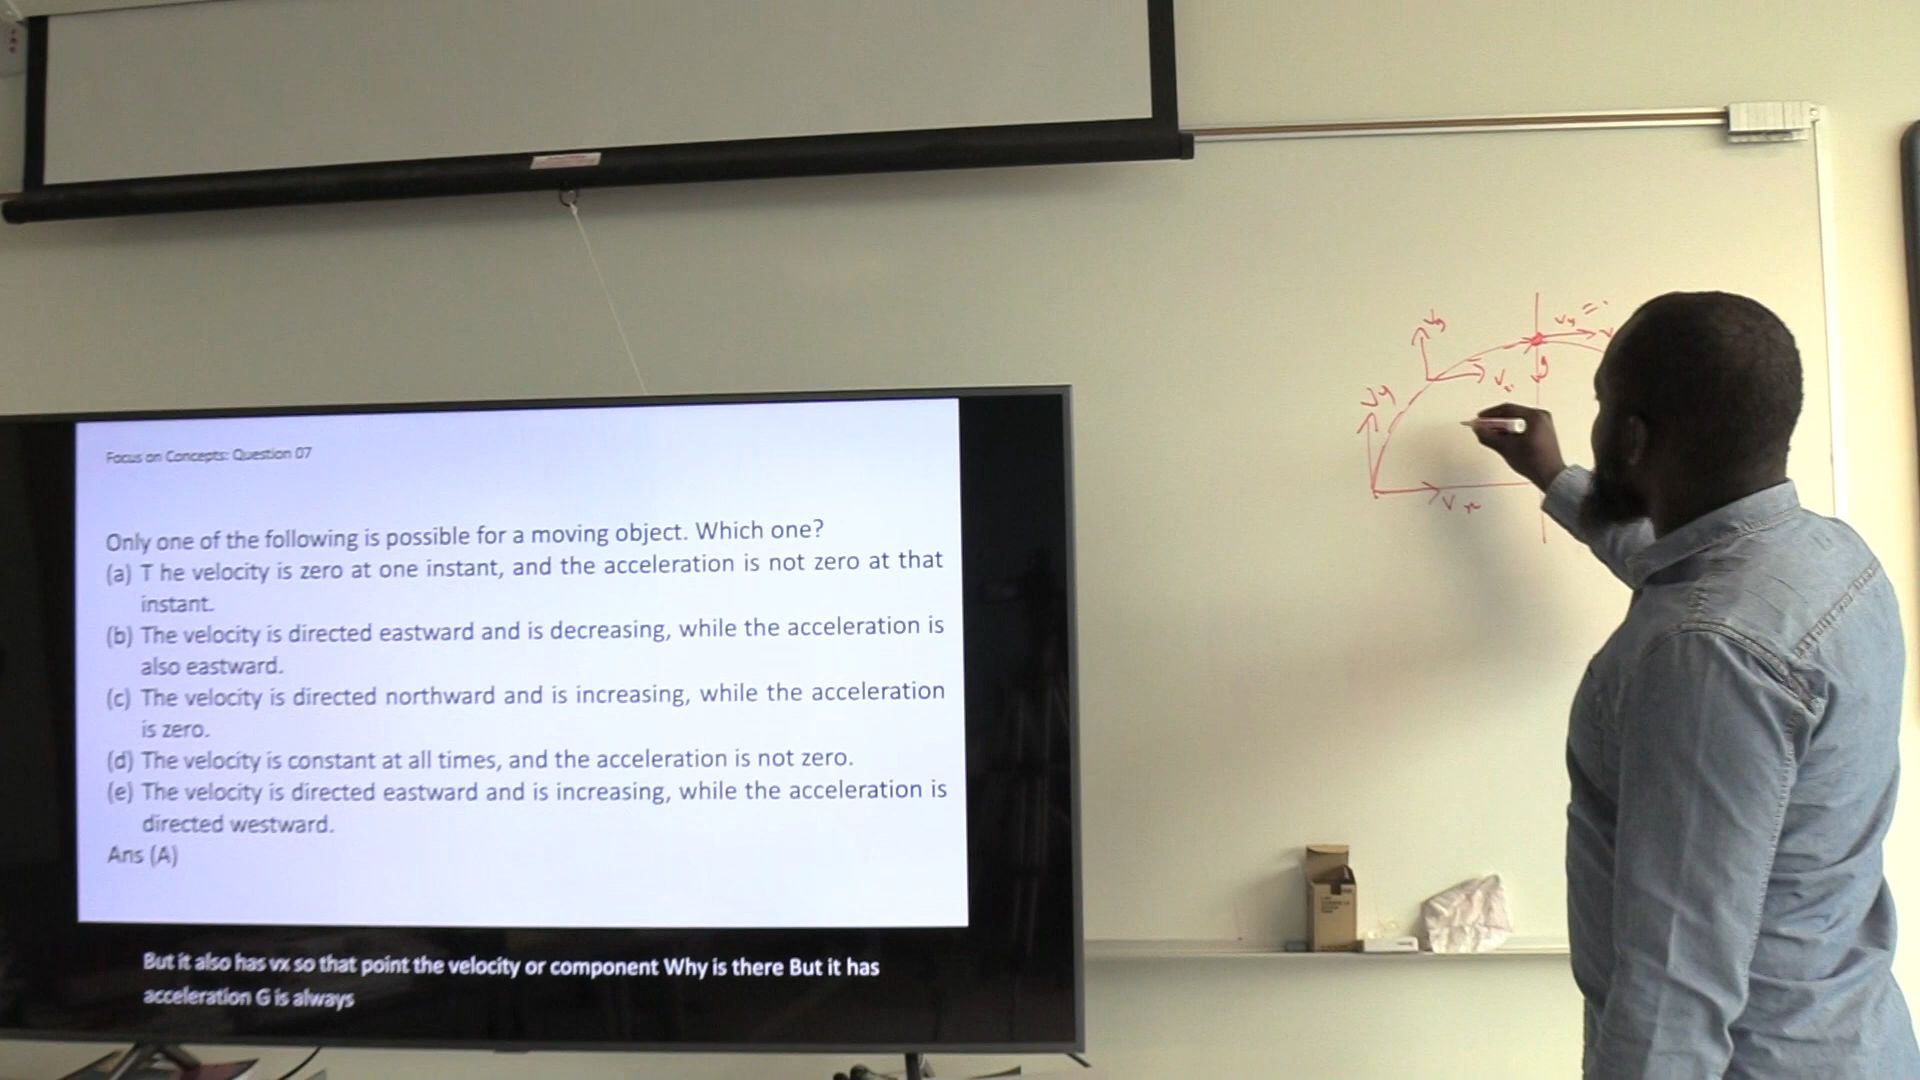 Focus on Concepts: Question 07
Only one of the following is possible for a moving object. Which one?
(a) T he velocity is zero at one instant, and the acceleration is not zero at that
instant.
(b) The velocity is directed eastward and is decreasing, while the acceleration is
also eastward.
(c) The velocity is directed northward and is increasing, while the acceleration
is zero.
(d) The velocity is constant at all times, and the acceleration is not zero.
(e) The velocity is directed eastward and is increasing, while the acceleration is
directed westward.
Ans (A)
But it also has vx so that point the velocity or component Why is there But it has
acceleration G is always
Vy
Vy =
Vy
g
Vx